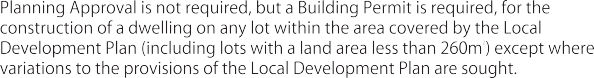 Planning Approval is not required, but a Building Permit is required, for the
construction of a dwelling on any lot within the area covered by the Local
Development Plan (including lots with a land area less than 260m ) except where
variations to the provisions of the Local Development Plan are sought.